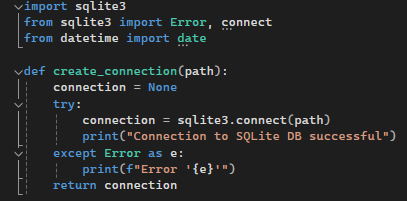 import sqlite3
from sqlite3 import Error, connect
from datetime import date
def create_connection(path):
    connection = None
    try:
        connection = sqlite3.connect(path)
        print("Connection to SQLite DB successful")
    except Error as e:
        print(f"Error '{e}'")
    return connection